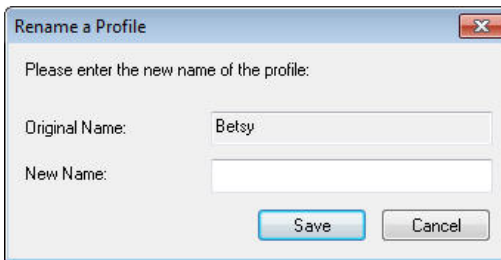 Rename a Profile
Please enter the new name of the profile:
Original Name: Betsy
New Name:
Save Cancel